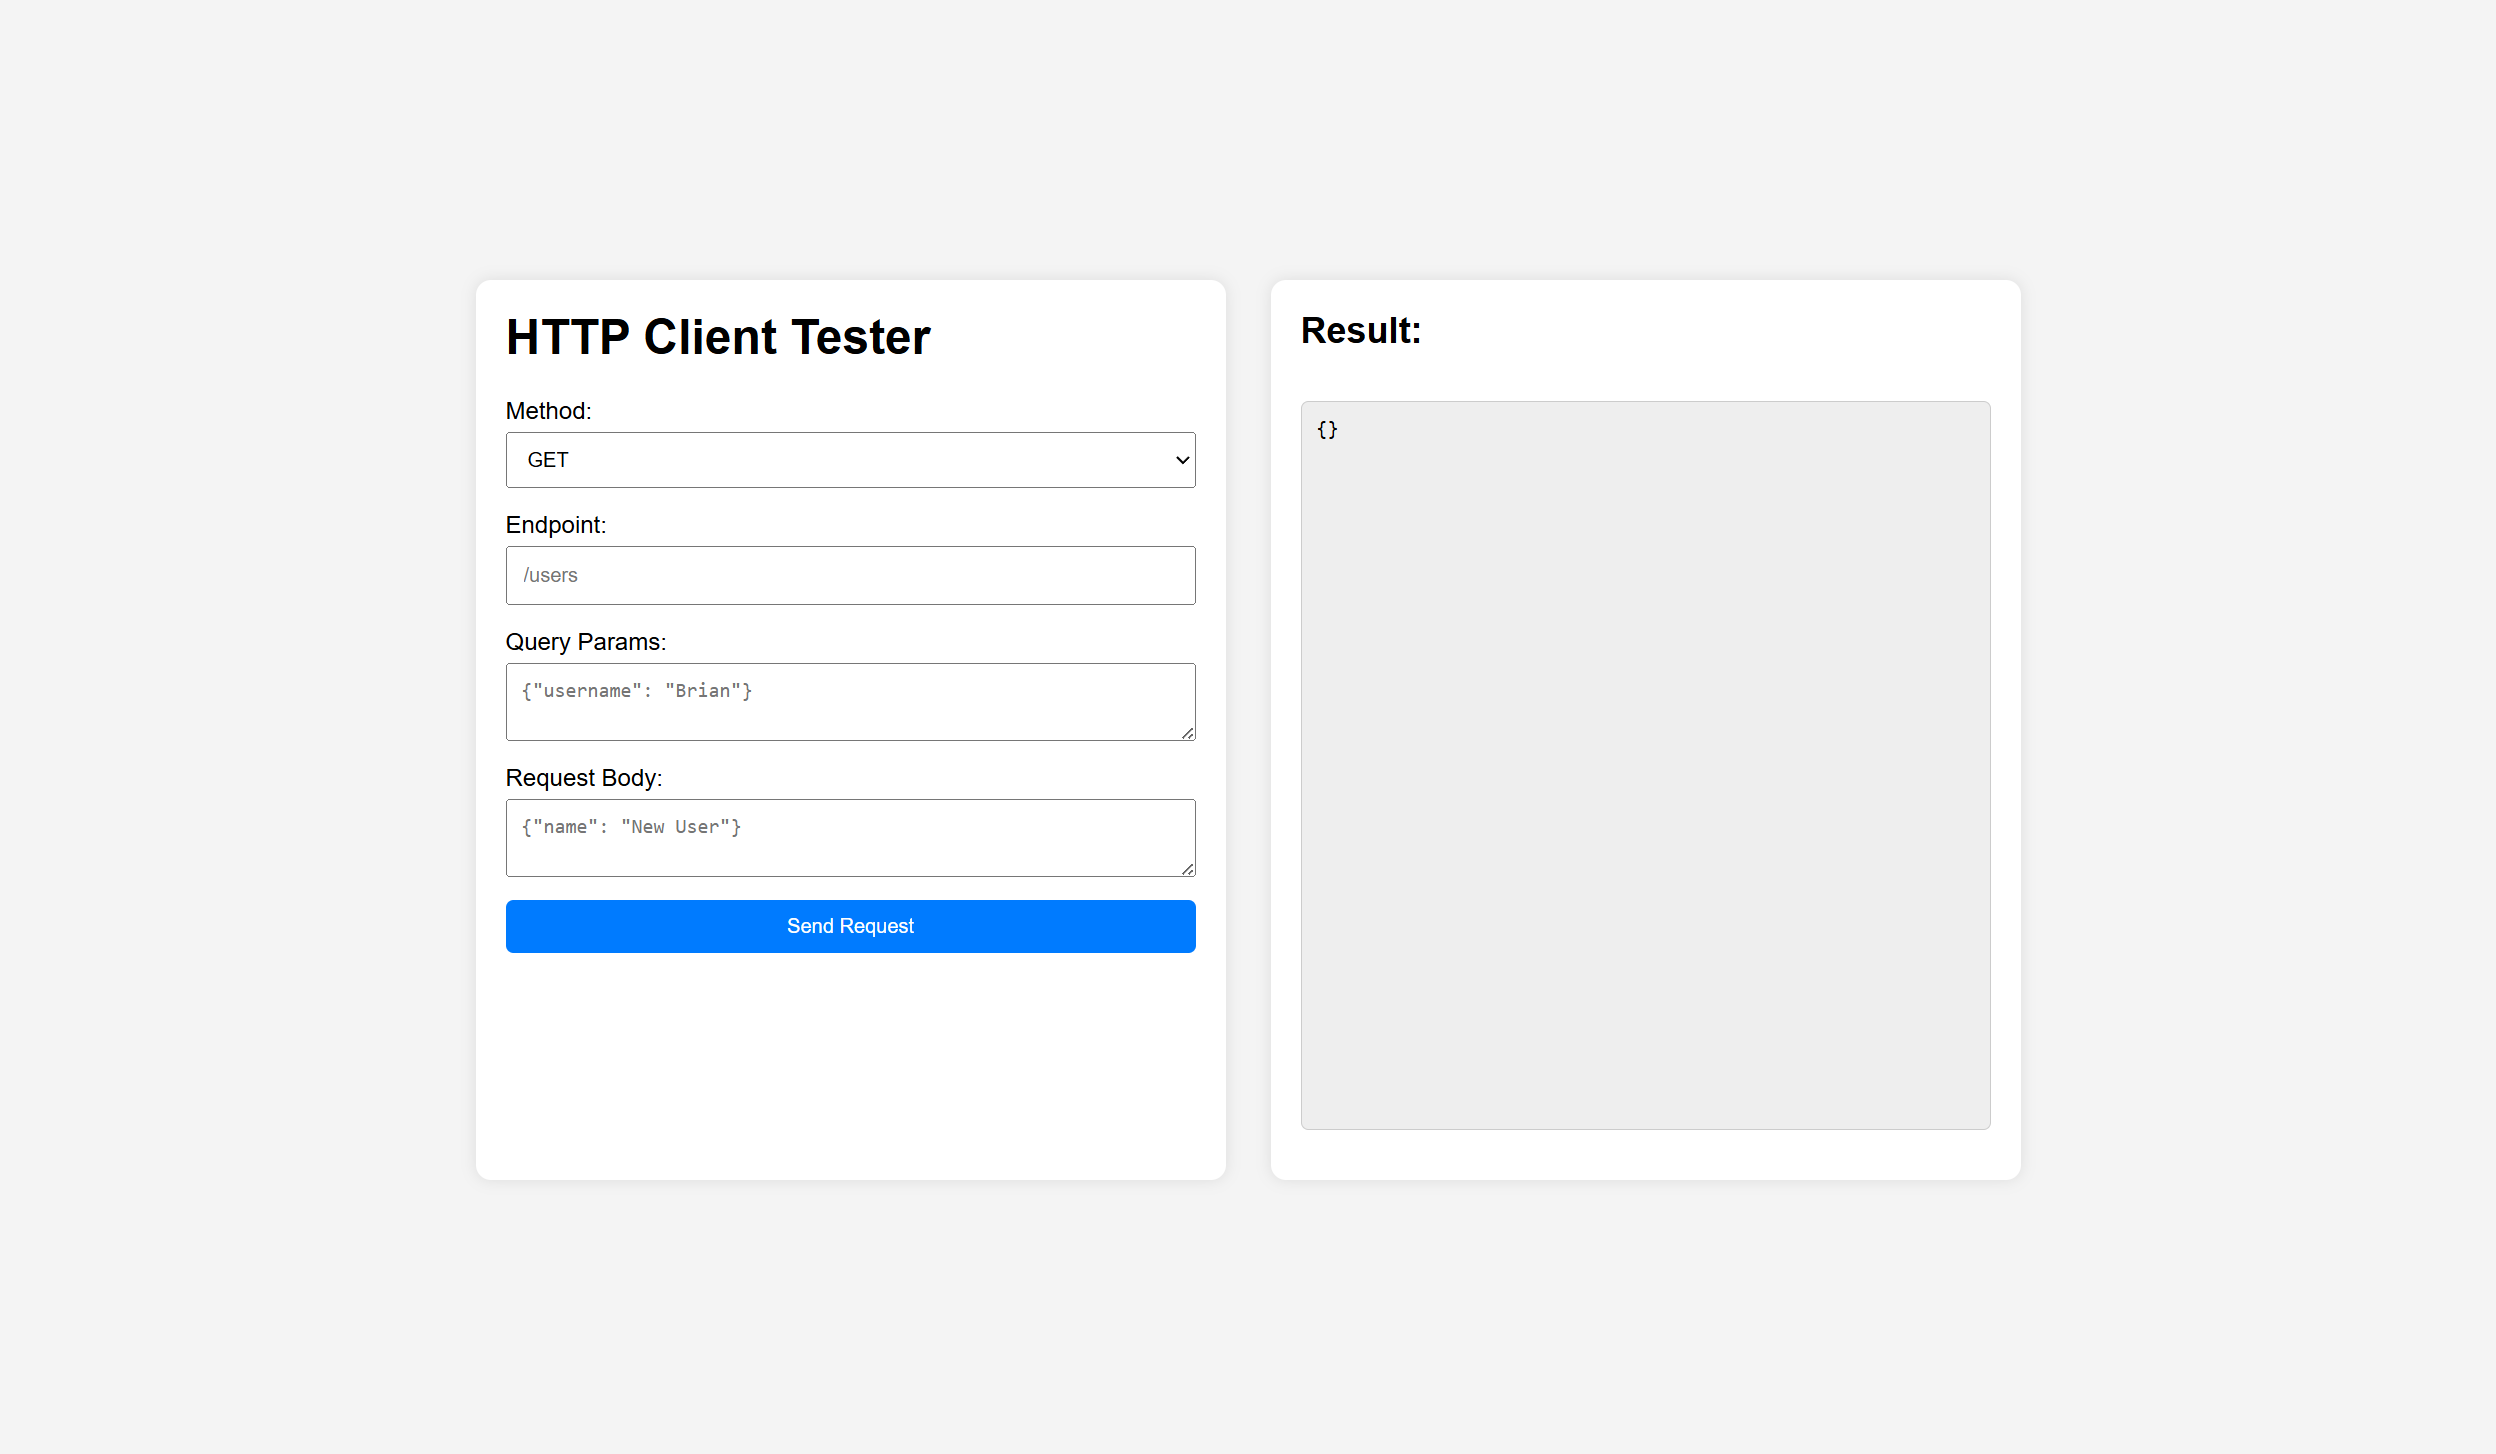 HTTP Client Tester
Method:
GET
Endpoint:
/users
Query Params:
{"username": "Brian"}
Request Body:
{"name": "New User"}
Send Request
Result:
{}